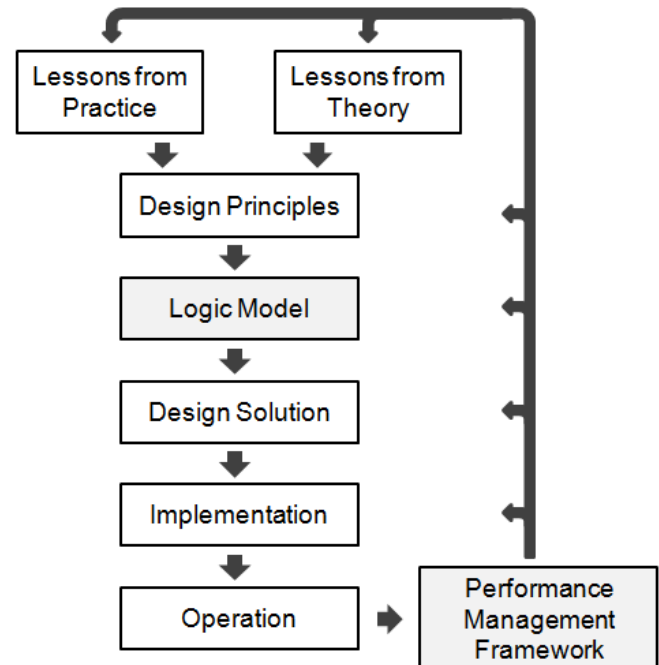 Lessons from
Practice
Lessons from
Theory
Design Principles
Logic Model
Design Solution
Implementation
Operation
Performance
Management
Framework